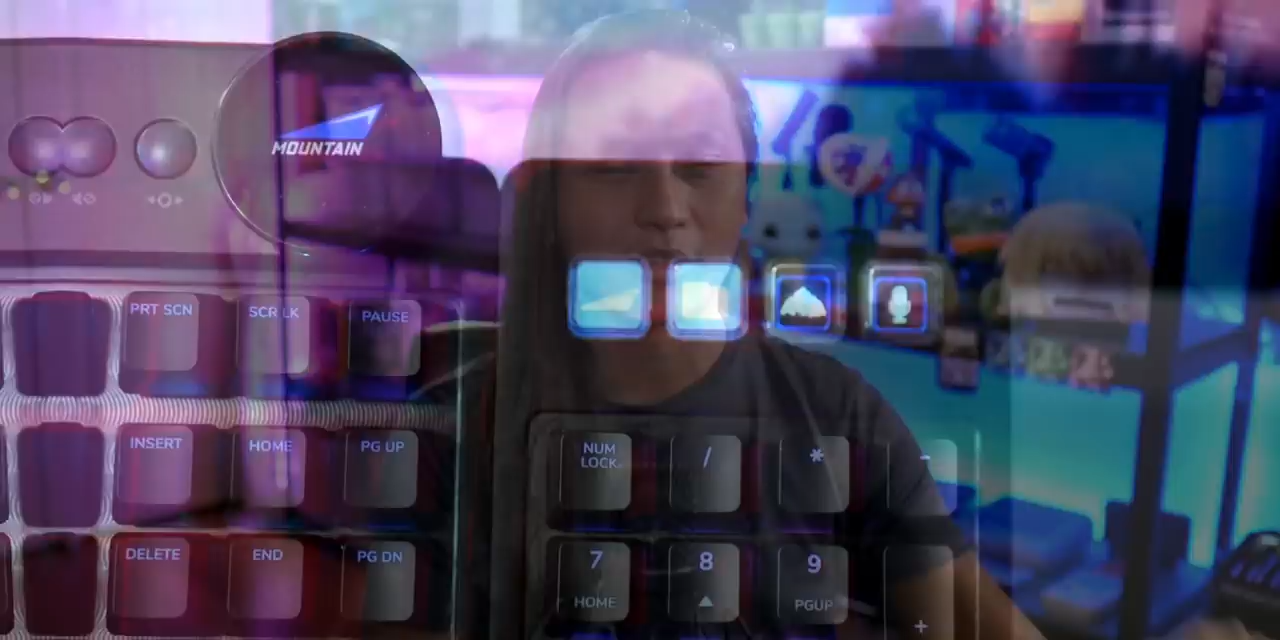 MOUNTAIN
PRT SCN
SCR LK
PAUSE
INSERT
HOME
PG UP
NUM
LOCK
/
*
-
DELETE
END
PG DN
7
8
9
HOME
PGUP
+